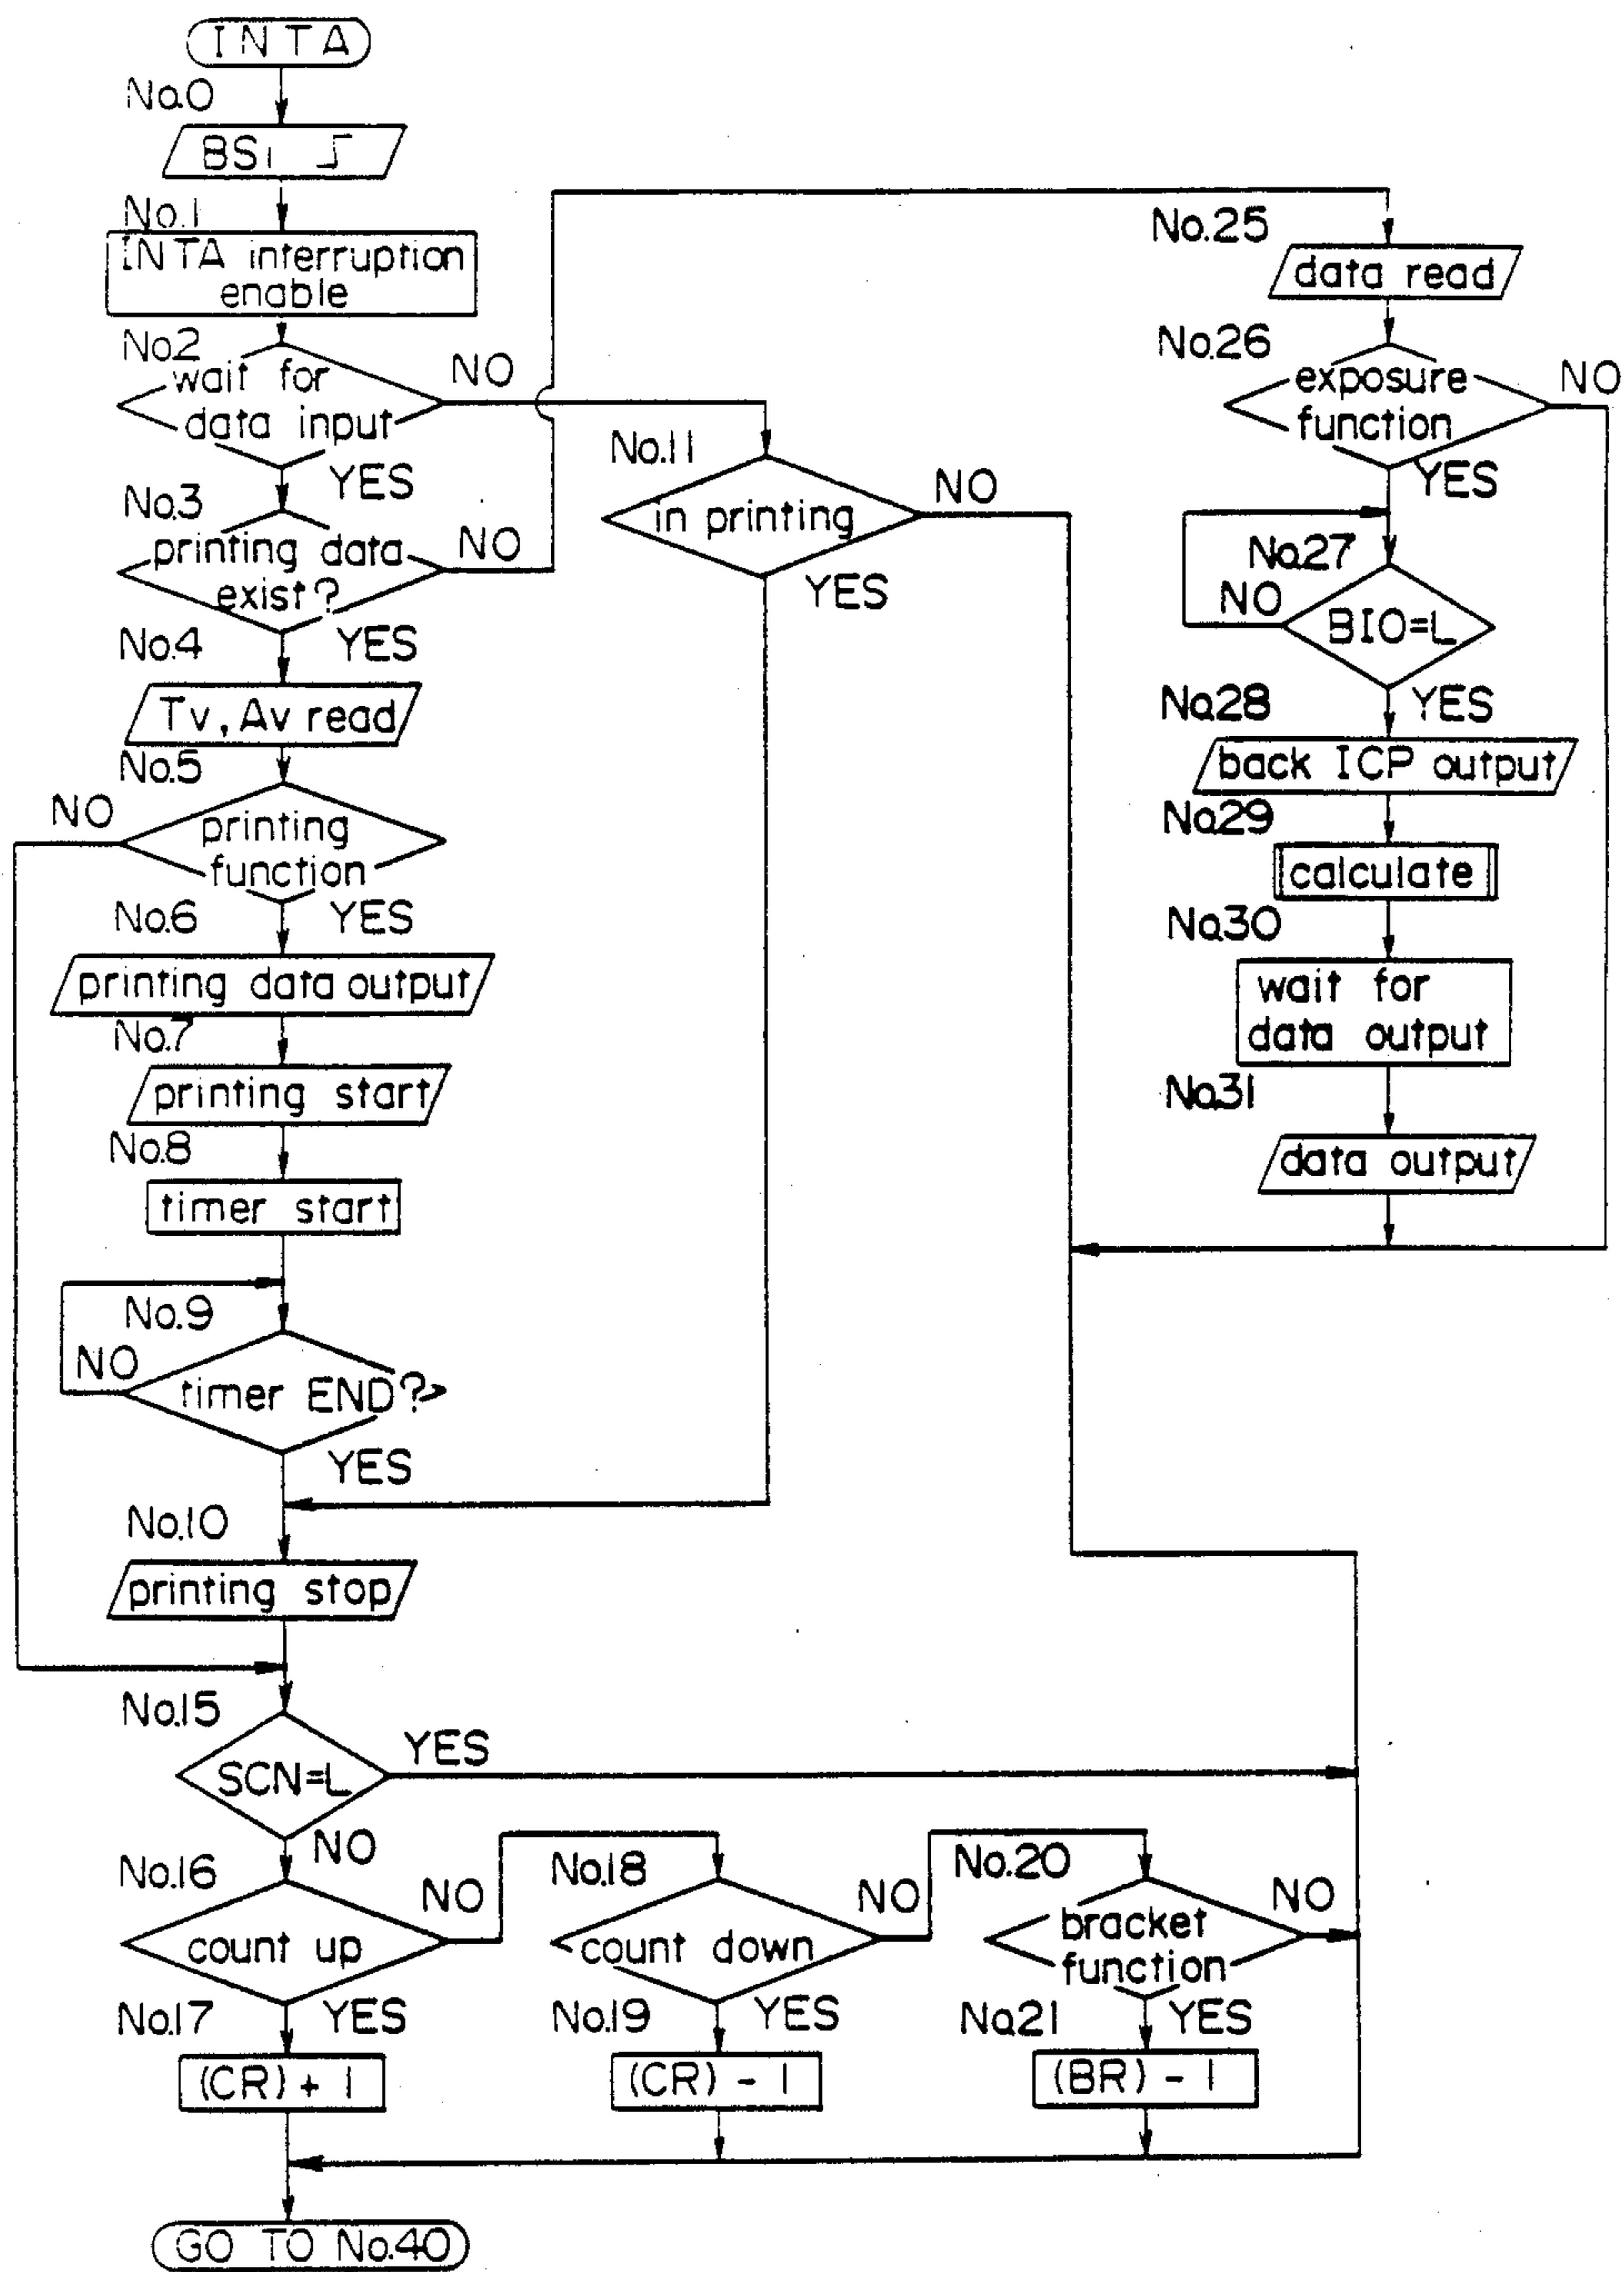 INTA
No.0
BS1
No.1
INTA interruption
enable
No.2
wait for
data input
NO
YES
No.3
printing data
exist?
NO
YES
No.4
Tv, Av read
No.5
NO
printing
function
YES
No.6
printing data output
No.7
printing start
No.8
timer start
No.9
NO
timer END?
YES
No.10
printing stop
No.11
in printing
NO
YES
No.15
SCN=L
YES
NO
No.16
count up
NO
YES
No.17
(CR)+1
No.18
count down
NO
YES
No.19
(CR)-1
No.20
bracket
function
NO
YES
No.21
(BR)-1
GO TO No.40
No.25
data read
No.26
exposure
function
NO
YES
No.27
NO
BIO=L
YES
No.28
back ICP output
No.29
calculate
No.30
wait for
data output
No.31
data output